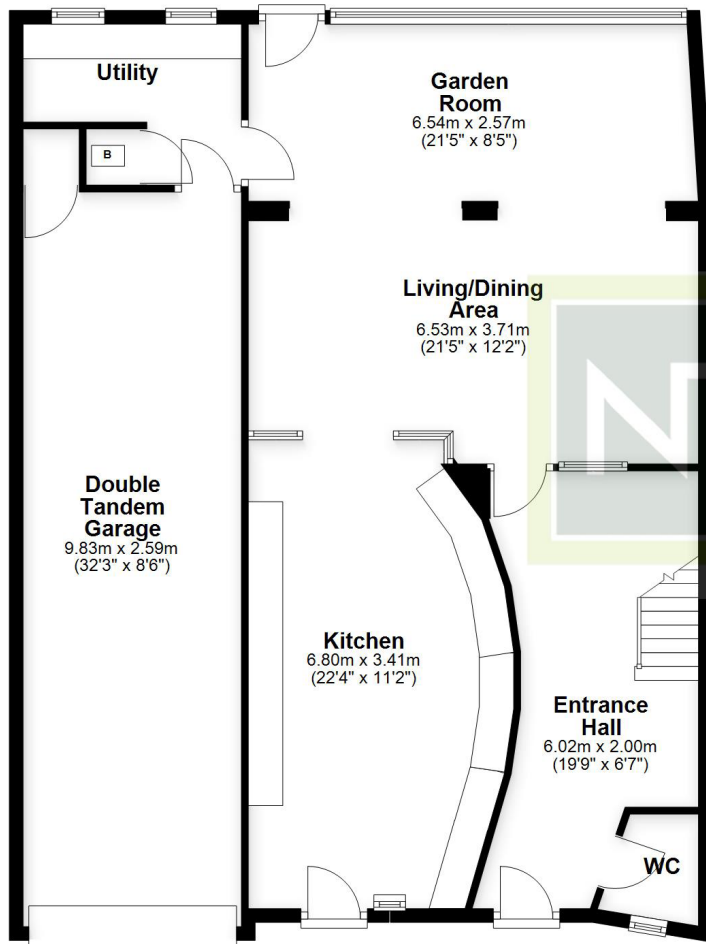 Utility
B
Garden
Room
6.54m x 2.57m
(21'5" x 8'5")
Living/Dining
Area
6.53m x 3.71m
(21'5" x 12'2")
Double
Tandem
Garage
9.83m x 2.59m
(32'3" x 8'6")
Kitchen
6.80m x 3.41m
(22'4" x 11'2")
Entrance
Hall
6.02m x 2.00m
(19'9" x 6'7")
WC
N